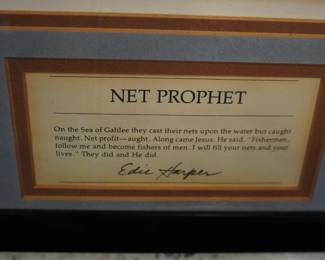 NET PROPHET
On the Sea of Galilee they cast their nets upon the water but caught
naught. Net profit—aught. Along came Jesus. He said, "Fishermen,
follow me and become fishers of men. I will fill your nets and your
lives." They did and He did.
Edie Harper